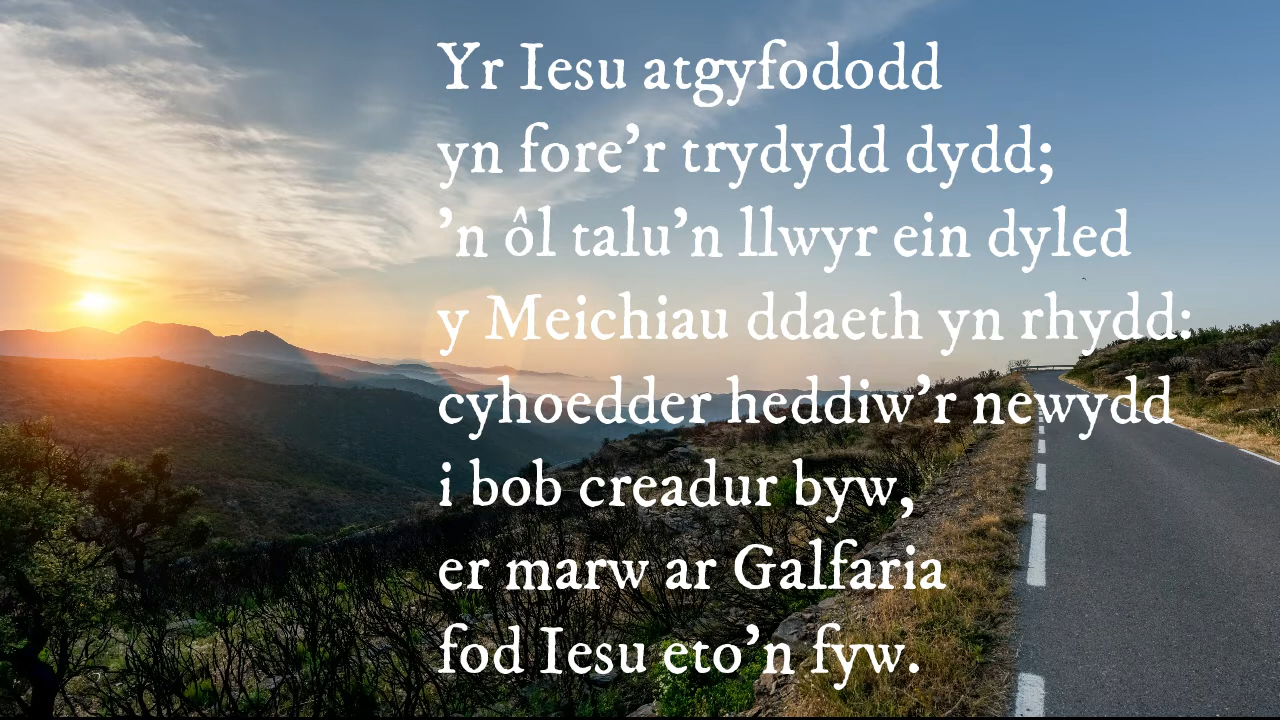 Yr Iesu atgyfododd
yn fore’r trydydd dydd;
’n ôl talu’n llwyr ein dyled
y Meichiau ddaeth yn rhydd:
cyhoedder heddiw’r newydd
i bob creadur byw,
er marw ar Galfaria
fod Iesu eto’n fyw.